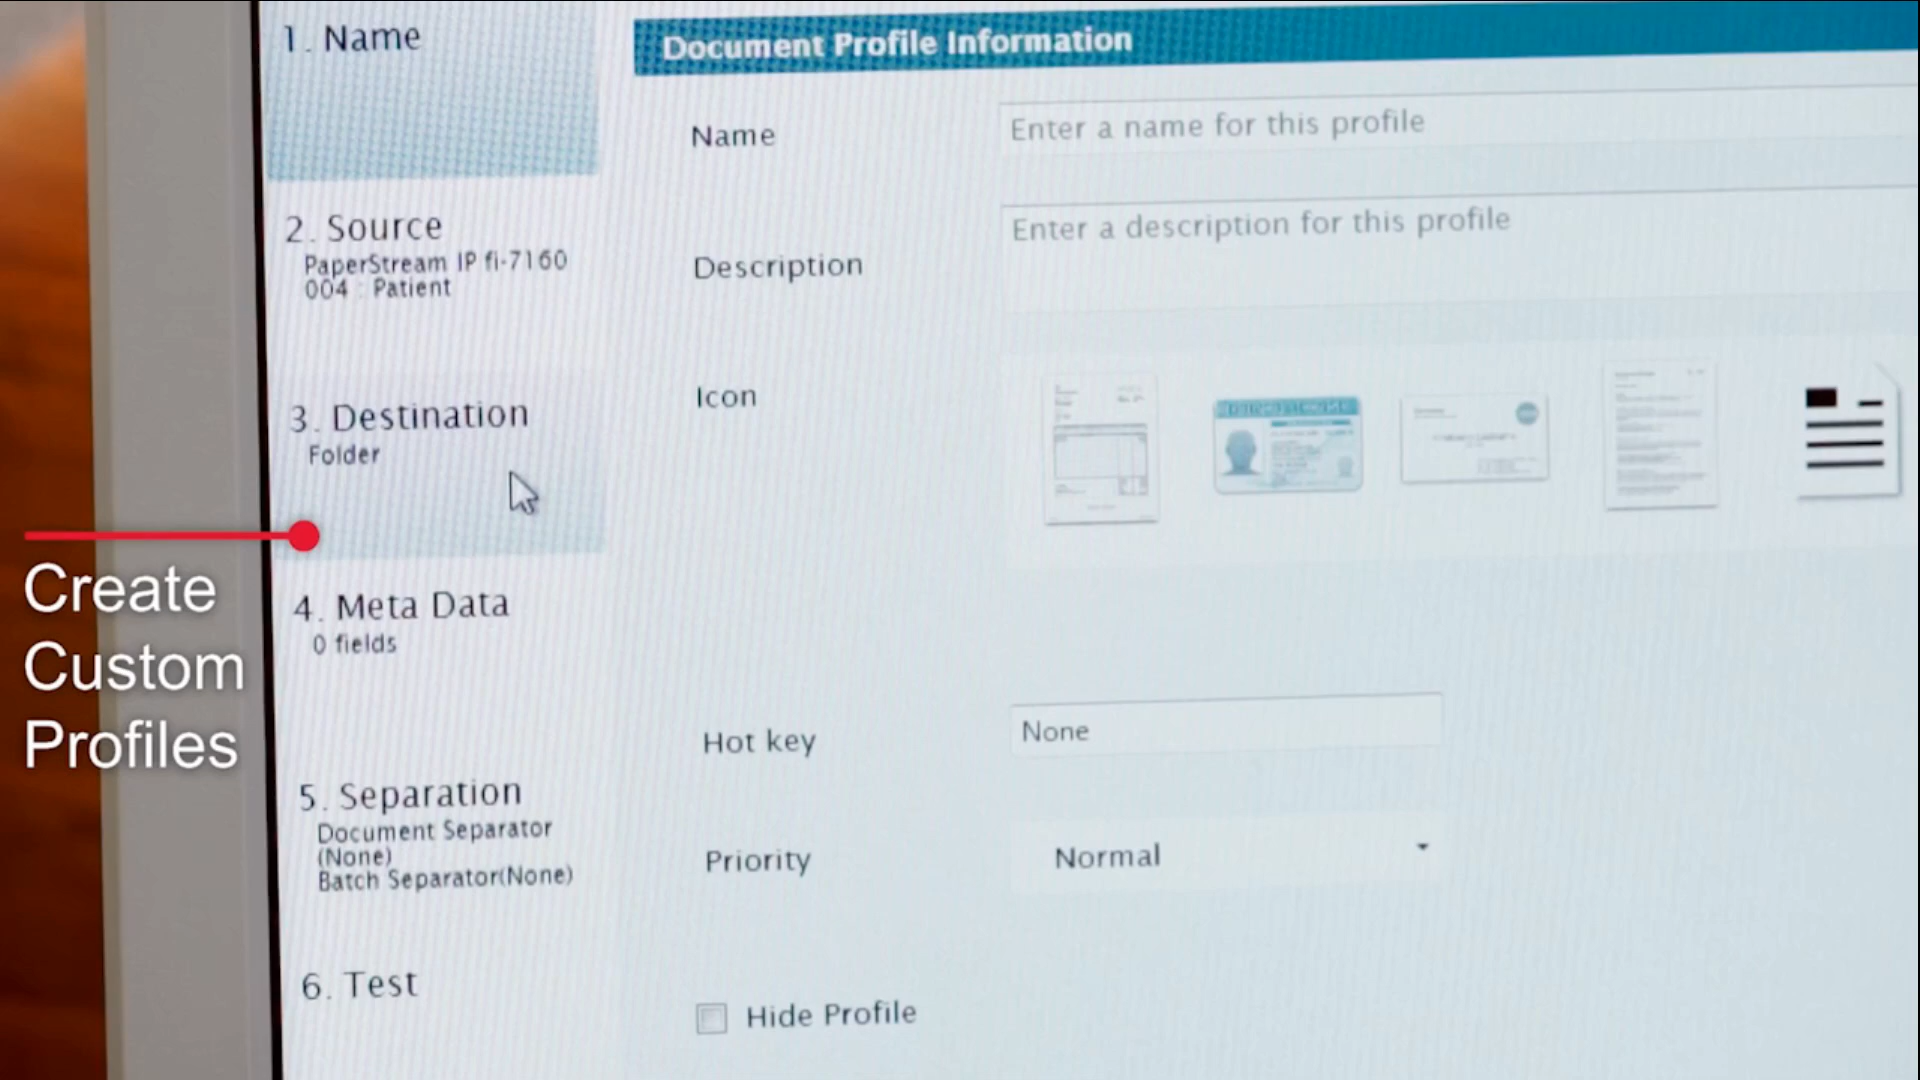 1. Name
2. Source
PaperStream IP fi-7160
004 : Patient
3. Destination
Folder
4. Meta Data
0 fields
5. Separation
Document Separator
(None)
Batch Separator(None)
6. Test
Document Profile Information
Name
Enter a name for this profile
Description
Enter a description for this profile
Icon
Hot key
None
Priority
Normal
Hide Profile
Create
Custom
Profiles